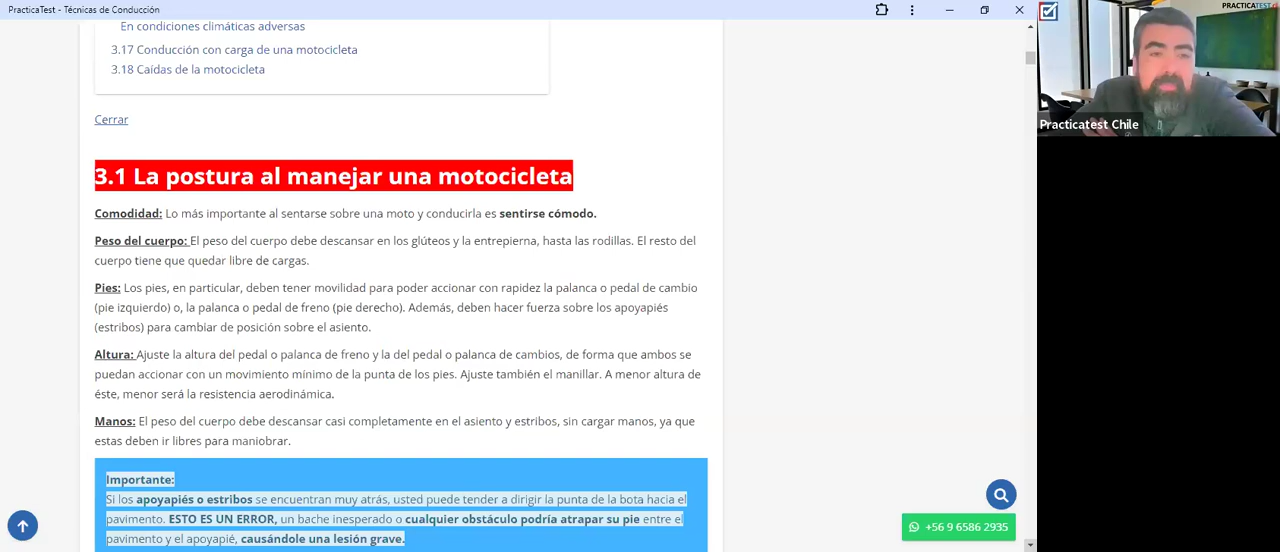 PracticaTest - Técnicas de Conducción
En condiciones climáticas adversas
3.17 Conducción con carga de una motocicleta
3.18 Caídas de la motocicleta
Cerrar
3.1 La postura al manejar una motocicleta
Comodidad: Lo más importante al sentarse sobre una moto y conducirla es sentirse cómodo.
Peso del cuerpo: El peso del cuerpo debe descansar en los glúteos y la entrepierna, hasta las rodillas. El resto del
cuerpo tiene que quedar libre de cargas.
Pies: Los pies, en particular, deben tener movilidad para poder accionar con rapidez la palanca o pedal de cambio
(pie izquierdo) o, la palanca o pedal de freno (pie derecho). Además, deben hacer fuerza sobre los apoyapiés
(estribos) para cambiar de posición sobre el asiento.
Altura: Ajuste la altura del pedal o palanca de freno y la del pedal o palanca de cambios, de forma que ambos se
puedan accionar con un movimiento mínimo de la punta de los pies. Ajuste también el manillar. A menor altura de
éste, menor será la resistencia aerodinámica.
Manos: El peso del cuerpo debe descansar casi completamente en el asiento y estribos, sin cargar manos, ya que
estas deben ir libres para maniobrar.
Importante:
Si los apoyapiés o estribos se encuentran muy atrás, usted puede tender a dirigir la punta de la bota hacia el
pavimento. ESTO ES UN ERROR, un bache inesperado o cualquier obstáculo podría atrapar su pie entre el
pavimento y el apoyapié, causándole una lesión grave.
+56 9 6586 2935
PRACTICATEST
Practicatest Chile